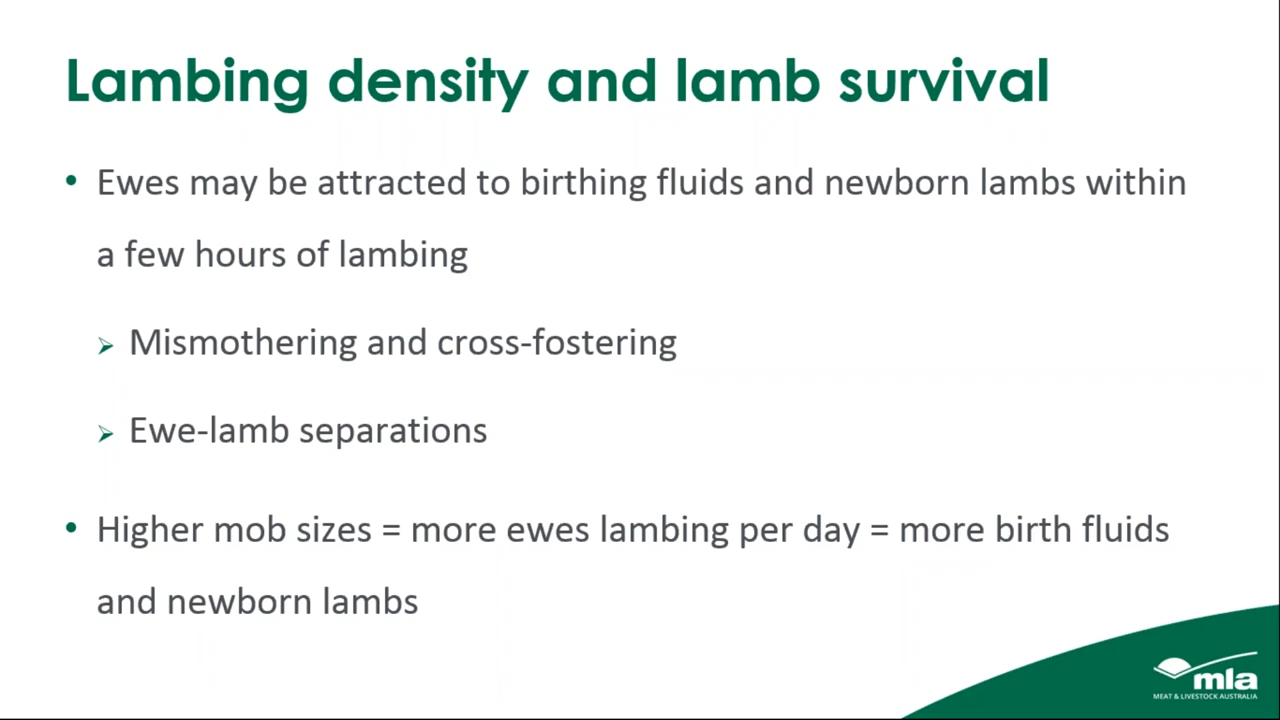 Lambing density and lamb survival
• Ewes may be attracted to birthing fluids and newborn lambs within
a few hours of lambing
➢ Mismothering and cross-fostering
➢ Ewe-lamb separations
• Higher mob sizes = more ewes lambing per day = more birth fluids
and newborn lambs
mla
MEAT & LIVESTOCK AUSTRALIA